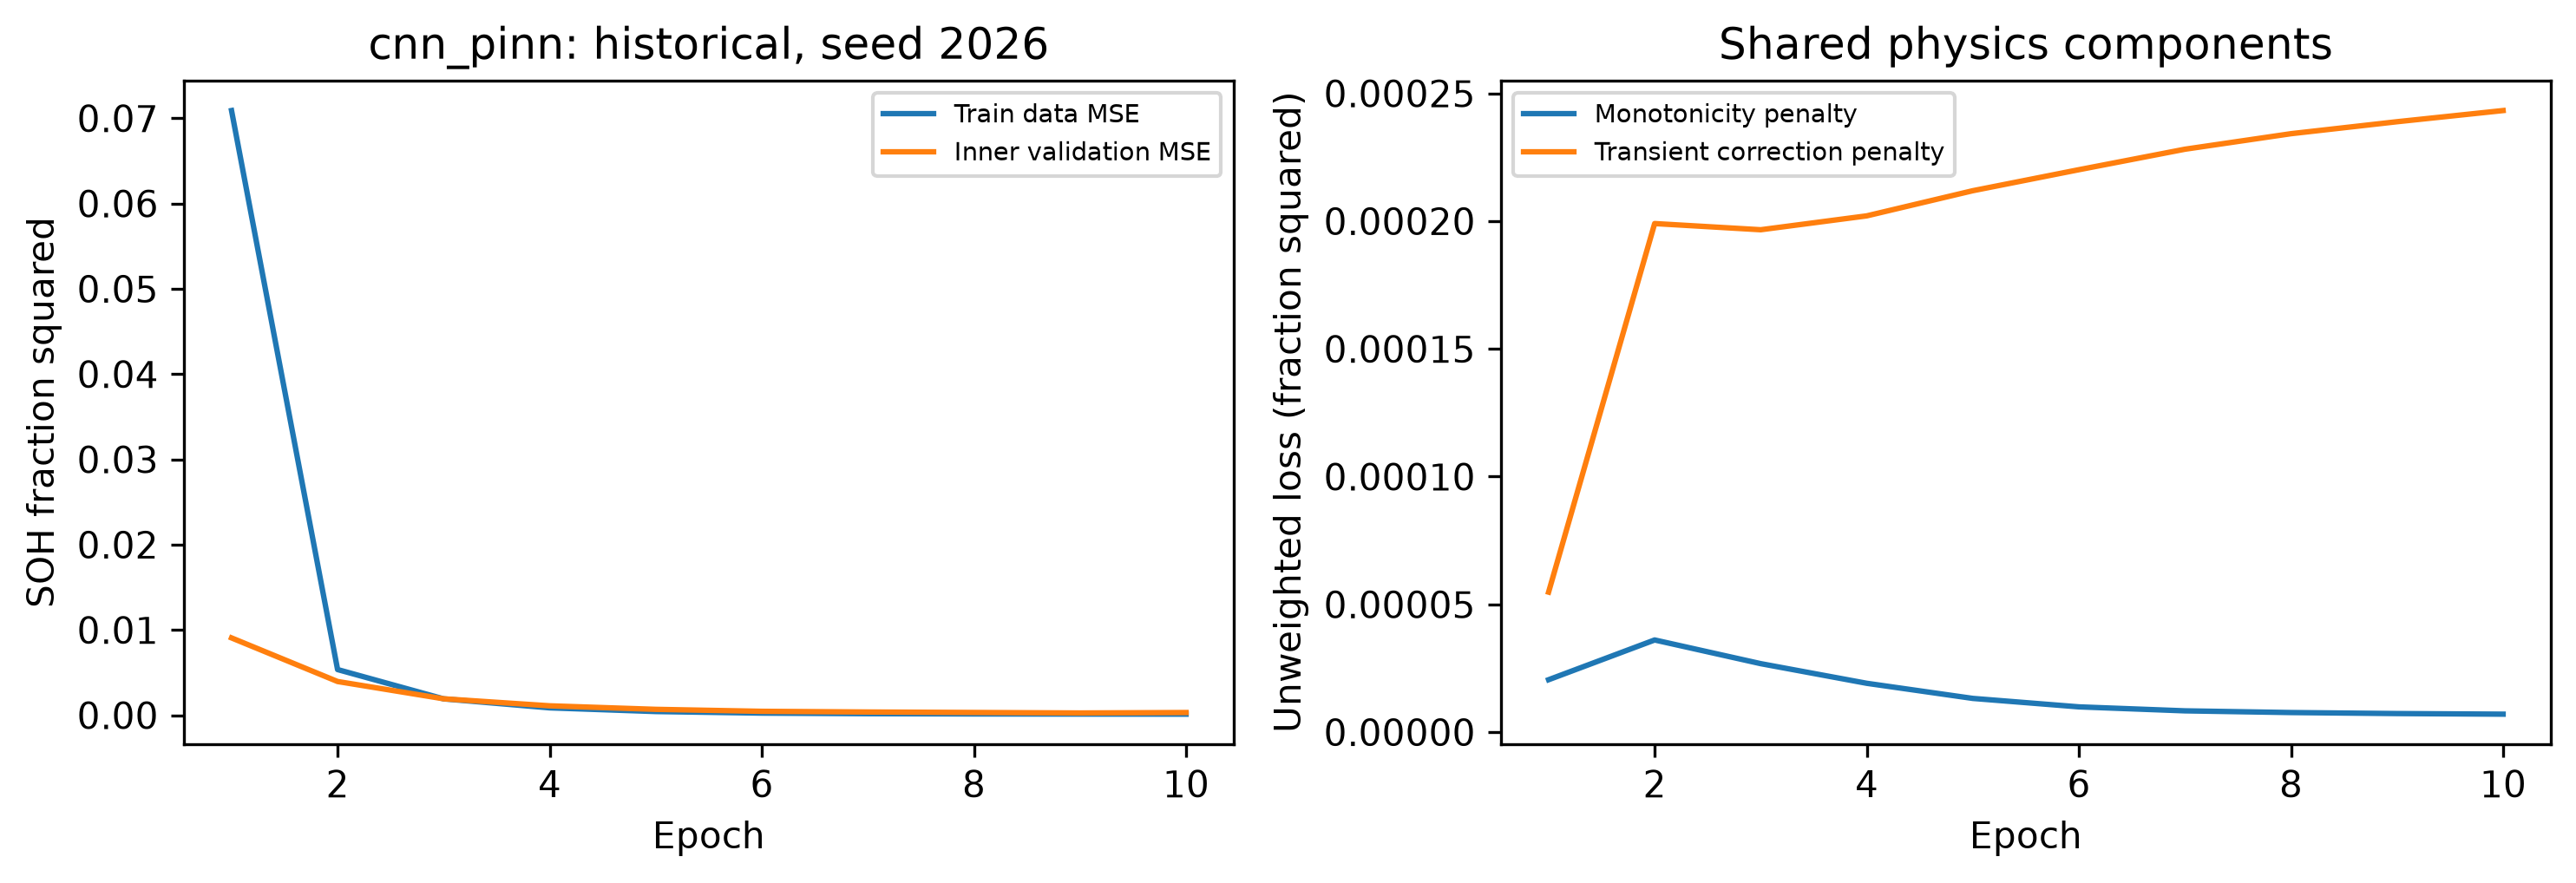 cnn_pinn: historical, seed 2026
SOH fraction squared
0.07
0.06
0.05
0.04
0.03
0.02
0.01
0.00
Train data MSE
Inner validation MSE
2
4
6
8
10
Epoch
Shared physics components
Unweighted loss (fraction squared)
0.00025
0.00020
0.00015
0.00010
0.00005
0.00000
Monotonicity penalty
Transient correction penalty
2
4
6
8
10
Epoch